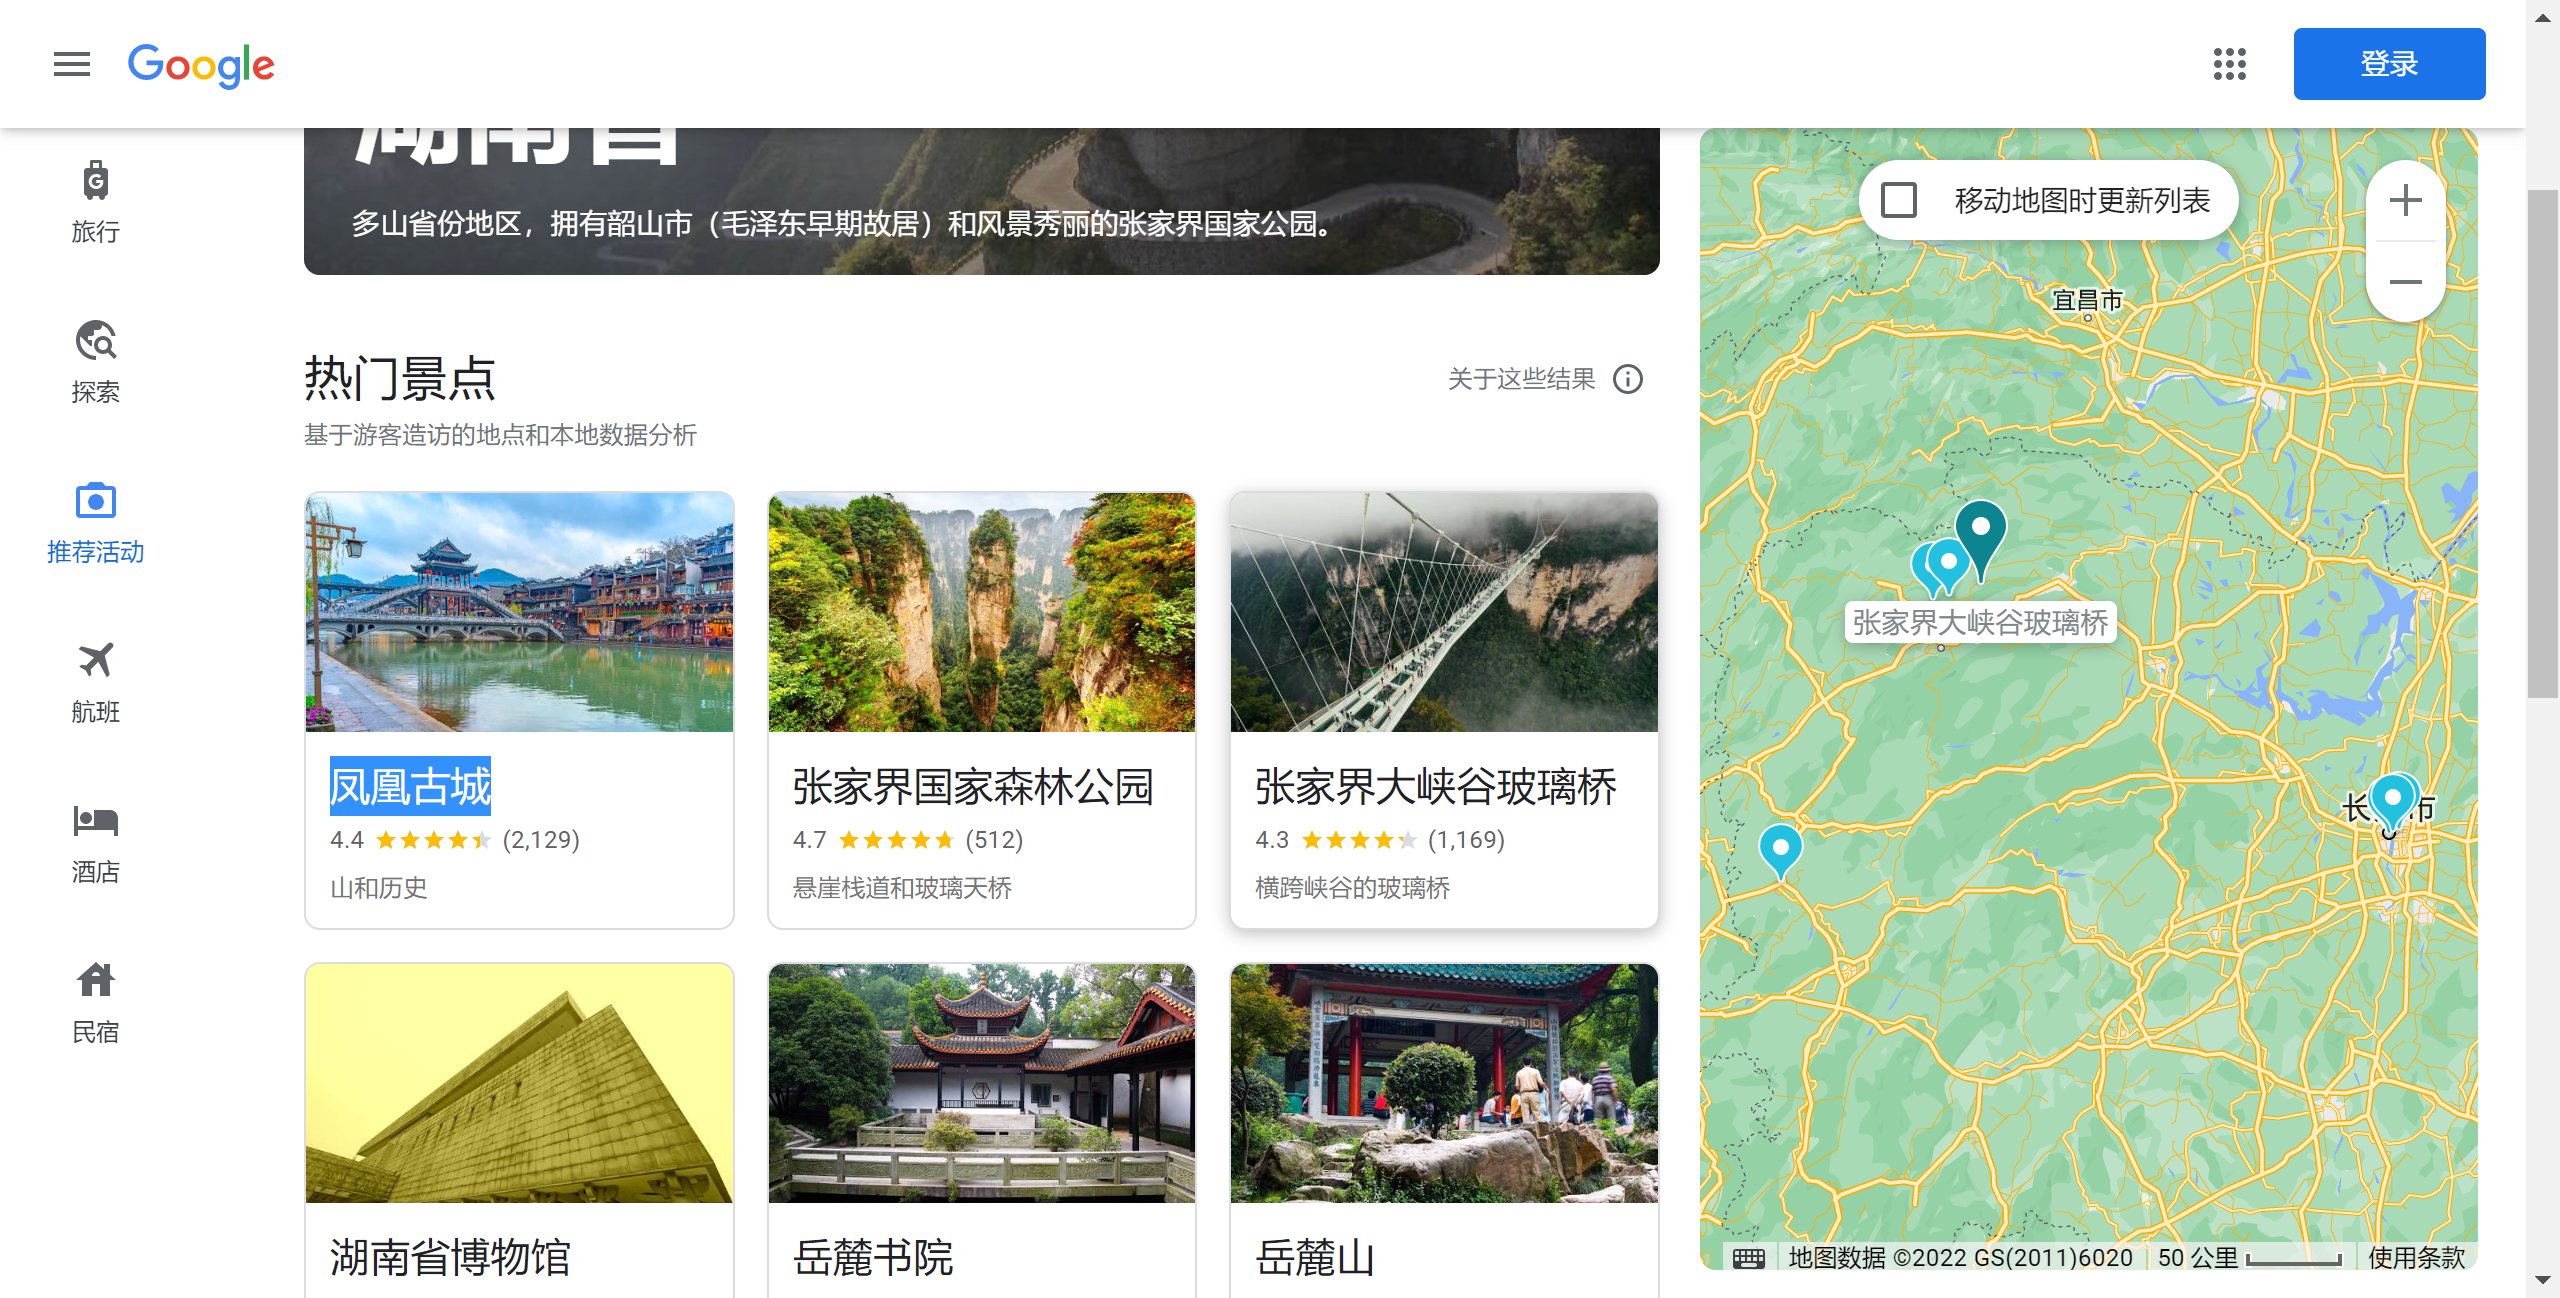 Google
登录
湖南省
多山省份地区，拥有韶山市（毛泽东早期故居）和风景秀丽的张家界国家公园。
旅行
探索
推荐活动
航班
酒店
民宿
热门景点
关于这些结果
基于游客造访的地点和本地数据分析
凤凰古城
4.4 (2,129)
山和历史
张家界国家森林公园
4.7 (512)
悬崖栈道和玻璃天桥
张家界大峡谷玻璃桥
4.3 (1,169)
横跨峡谷的玻璃桥
湖南省博物馆
岳麓书院
岳麓山
移动地图时更新列表
宜昌市
张家界大峡谷玻璃桥
长 市
地图数据 ©2022 GS(2011)6020
50 公里
使用条款